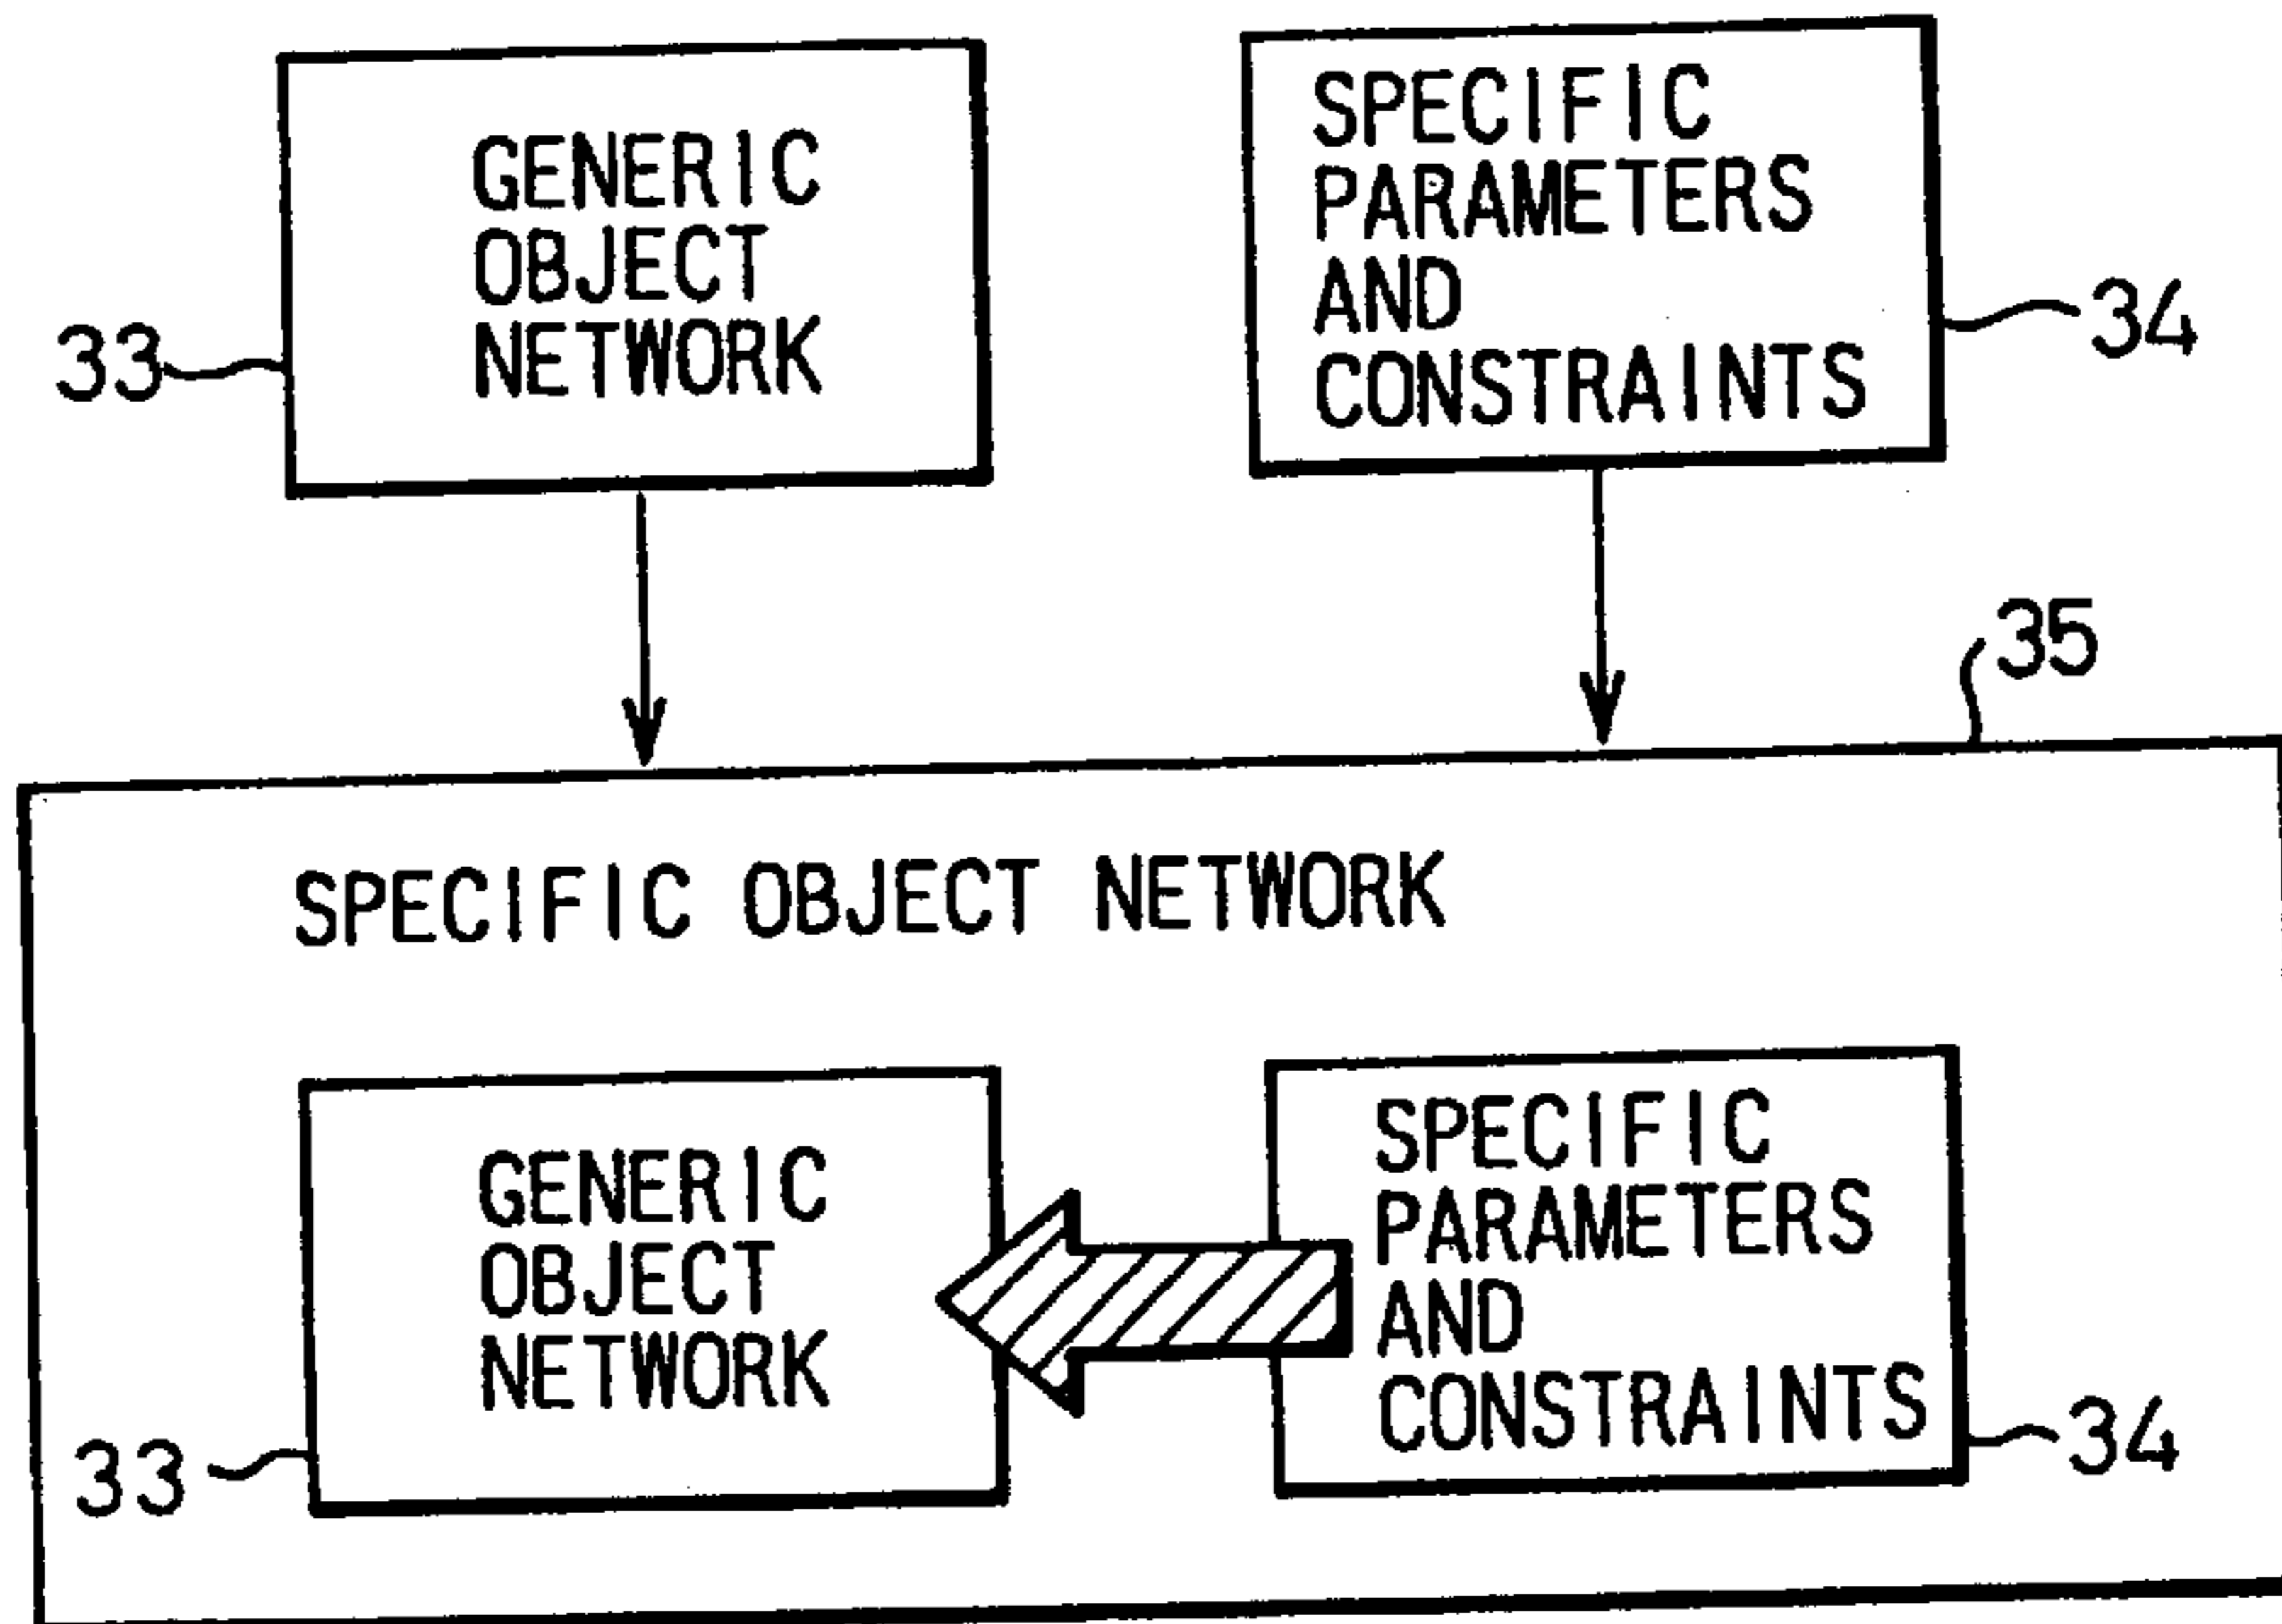 GENERIC
OBJECT
NETWORK
33
SPECIFIC
PARAMETERS
AND
CONSTRAINTS
34
35
SPECIFIC OBJECT NETWORK
GENERIC
OBJECT
NETWORK
33
SPECIFIC
PARAMETERS
AND
CONSTRAINTS
34